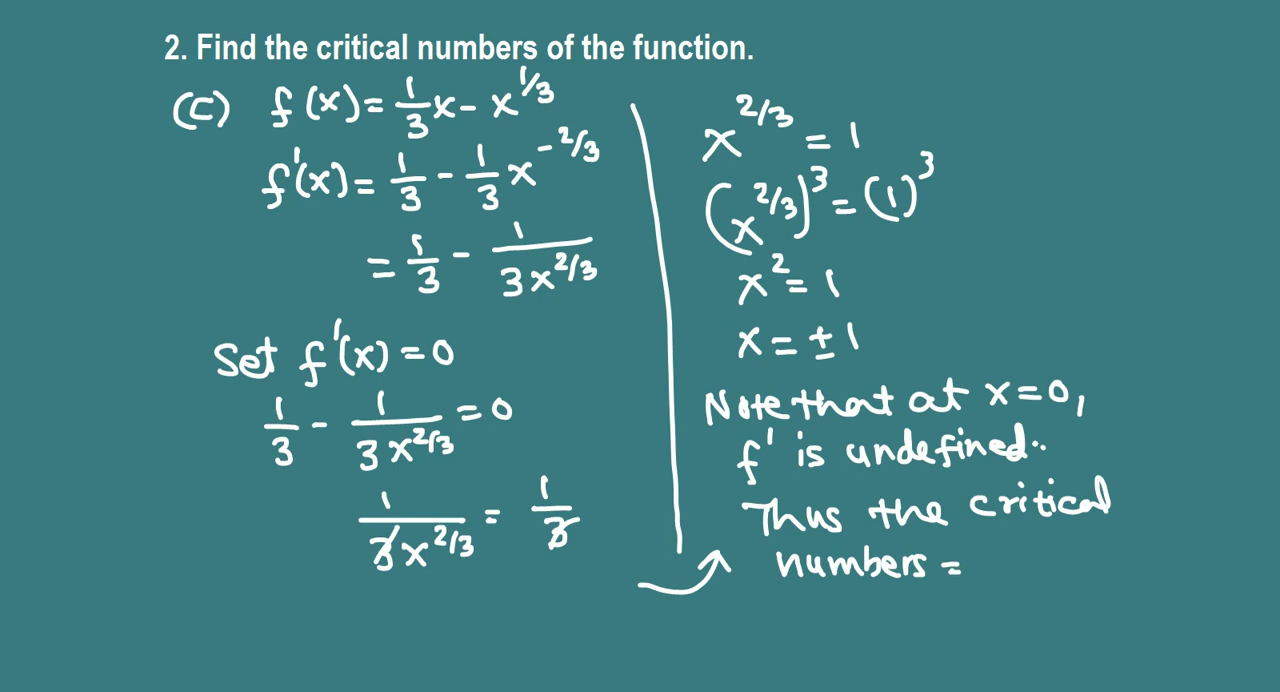 2. Find the critical numbers of the function.
(c) f(x) = 1/3 x - x^1/3
f'(x) = 1/3 - 1/3 x^-2/3
= 1/3 - 1/(3x^2/3)
Set f'(x) = 0
1/3 - 1/(3x^2/3) = 0
1/(3x^2/3) = 1/3
x^2/3 = 1
(x^2/3)^3 = (1)^3
x^2 = 1
x = ±1
Note that at x=0,
f' is undefined.
Thus the critical
numbers =